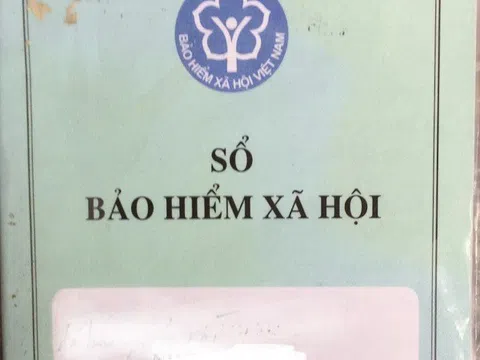 BẢO HIỂM XÃ HỘI VIỆT NAM
SỔ
BẢO HIỂM XÃ HỘI